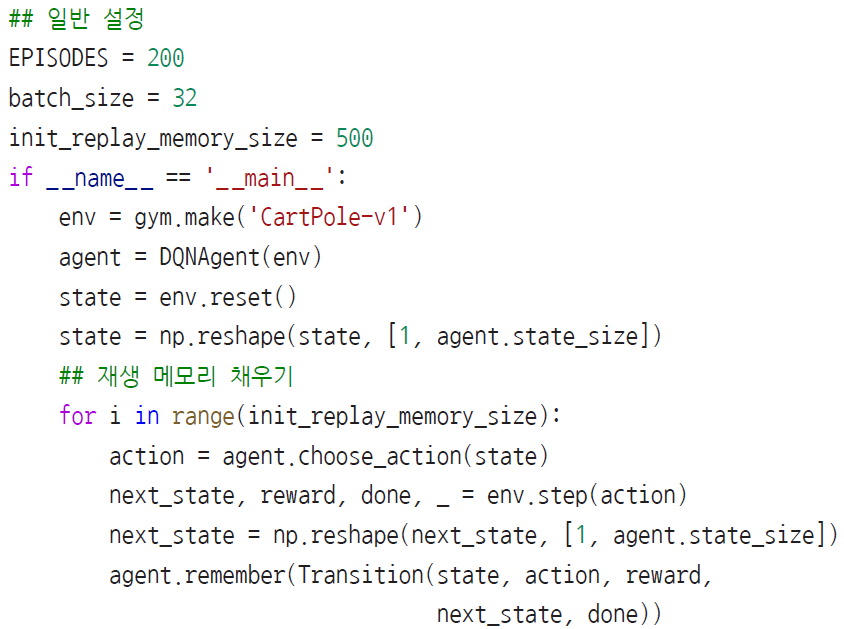 ## 일반 설정
EPISODES = 200
batch_size = 32
init_replay_memory_size = 500
if __name__ == '__main__':
    env = gym.make('CartPole-v1')
    agent = DQNAgent(env)
    state = env.reset()
    state = np.reshape(state, [1, agent.state_size])
    ## 재생 메모리 채우기
    for i in range(init_replay_memory_size):
        action = agent.choose_action(state)
        next_state, reward, done, _ = env.step(action)
        next_state = np.reshape(next_state, [1, agent.state_size])
        agent.remember(Transition(state, action, reward,
                                  next_state, done))